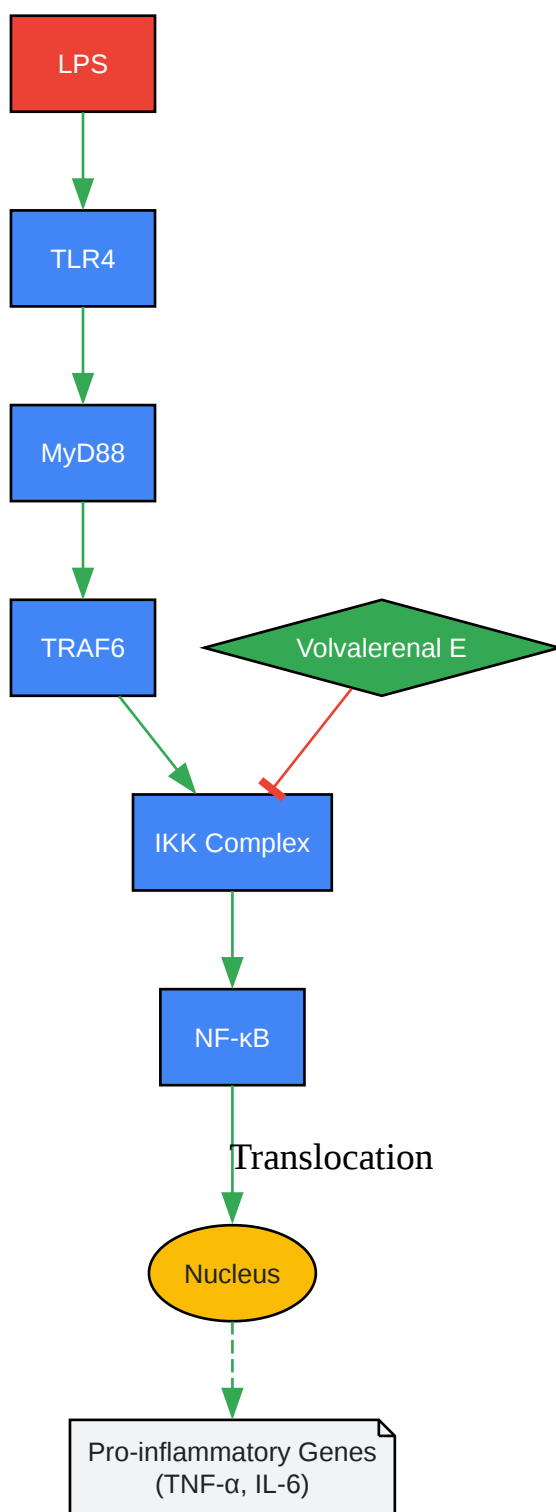 LPS
TLR4
MyD88
TRAF6
Volvalerenal E
IKK Complex
NF-κB
Translocation
Nucleus
Pro-inflammatory Genes
(TNF-α, IL-6)